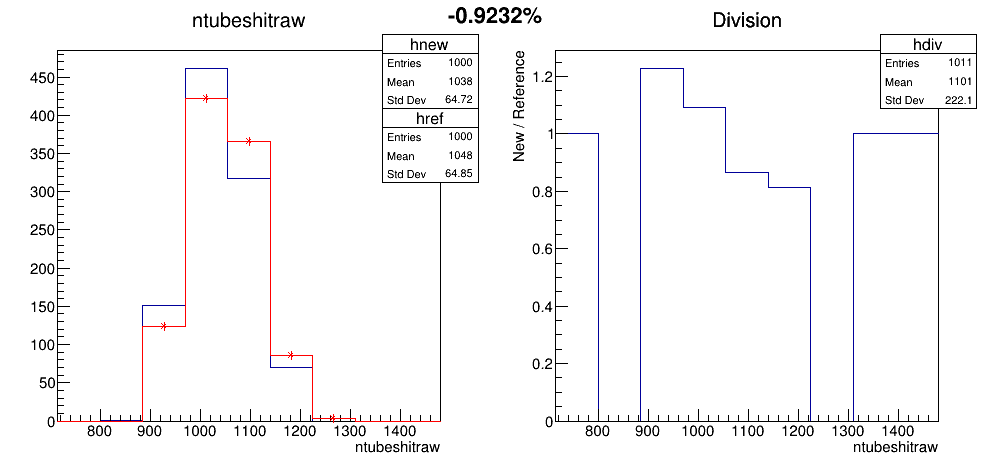 -0.9232%
ntubeshitraw
hnew
Entries 1000
Mean 1038
Std Dev 64.72
href
Entries 1000
Mean 1048
Std Dev 64.85
450
400
350
300
250
200
150
100
50
0
800 900 1000 1100 1200 1300 1400
ntubeshitraw
Division
hdiv
Entries 1011
Mean 1101
Std Dev 222.1
New / Reference
1.2
1
0.8
0.6
0.4
0.2
0
800 900 1000 1100 1200 1300 1400
ntubeshitraw